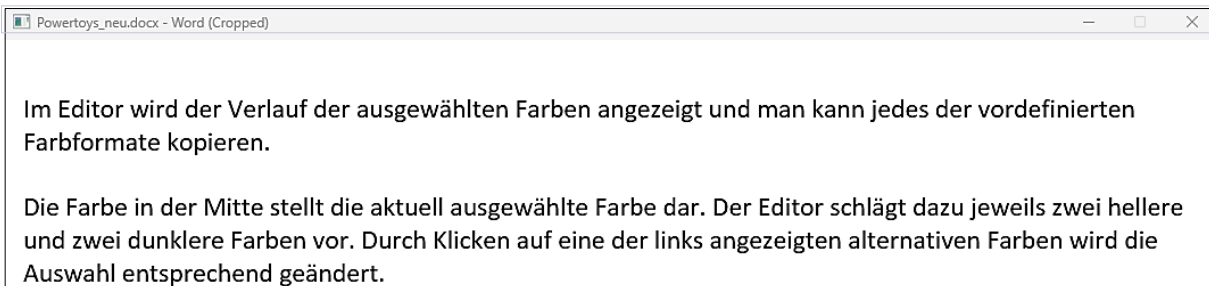 Powertoys_neu.docx - Word (Cropped)
Im Editor wird der Verlauf der ausgewählten Farben angezeigt und man kann jedes der vordefinierten
Farbformate kopieren.
Die Farbe in der Mitte stellt die aktuell ausgewählte Farbe dar. Der Editor schlägt dazu jeweils zwei hellere
und zwei dunklere Farben vor. Durch Klicken auf eine der links angezeigten alternativen Farben wird die
Auswahl entsprechend geändert.